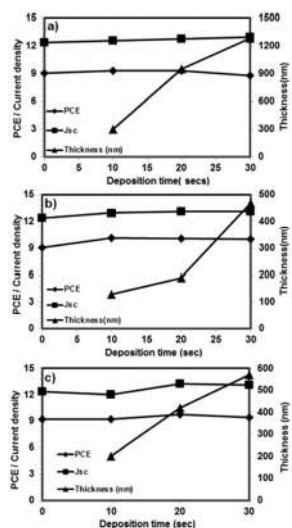 a)
15
12
9
6
3
0
1500
1200
900
600
300
0
PCE / Current density
Thickness(nm)
PCE
Jsc
Thickness (nm)
0 10 20 30
Deposition time( secs)
b)
15
12
9
6
3
0
500
400
300
200
100
0
PCE / Current density
Thickness (nm)
PCE
Jsc
Thickness(nm)
0 10 20 30
Deposition time (sec)
c)
15
12
9
6
3
0
600
500
400
300
200
100
0
PCE / Current density
Thickness (nm)
PCE
Jsc
Thickness (nm)
0 10 20 30
Deposition time (sec)